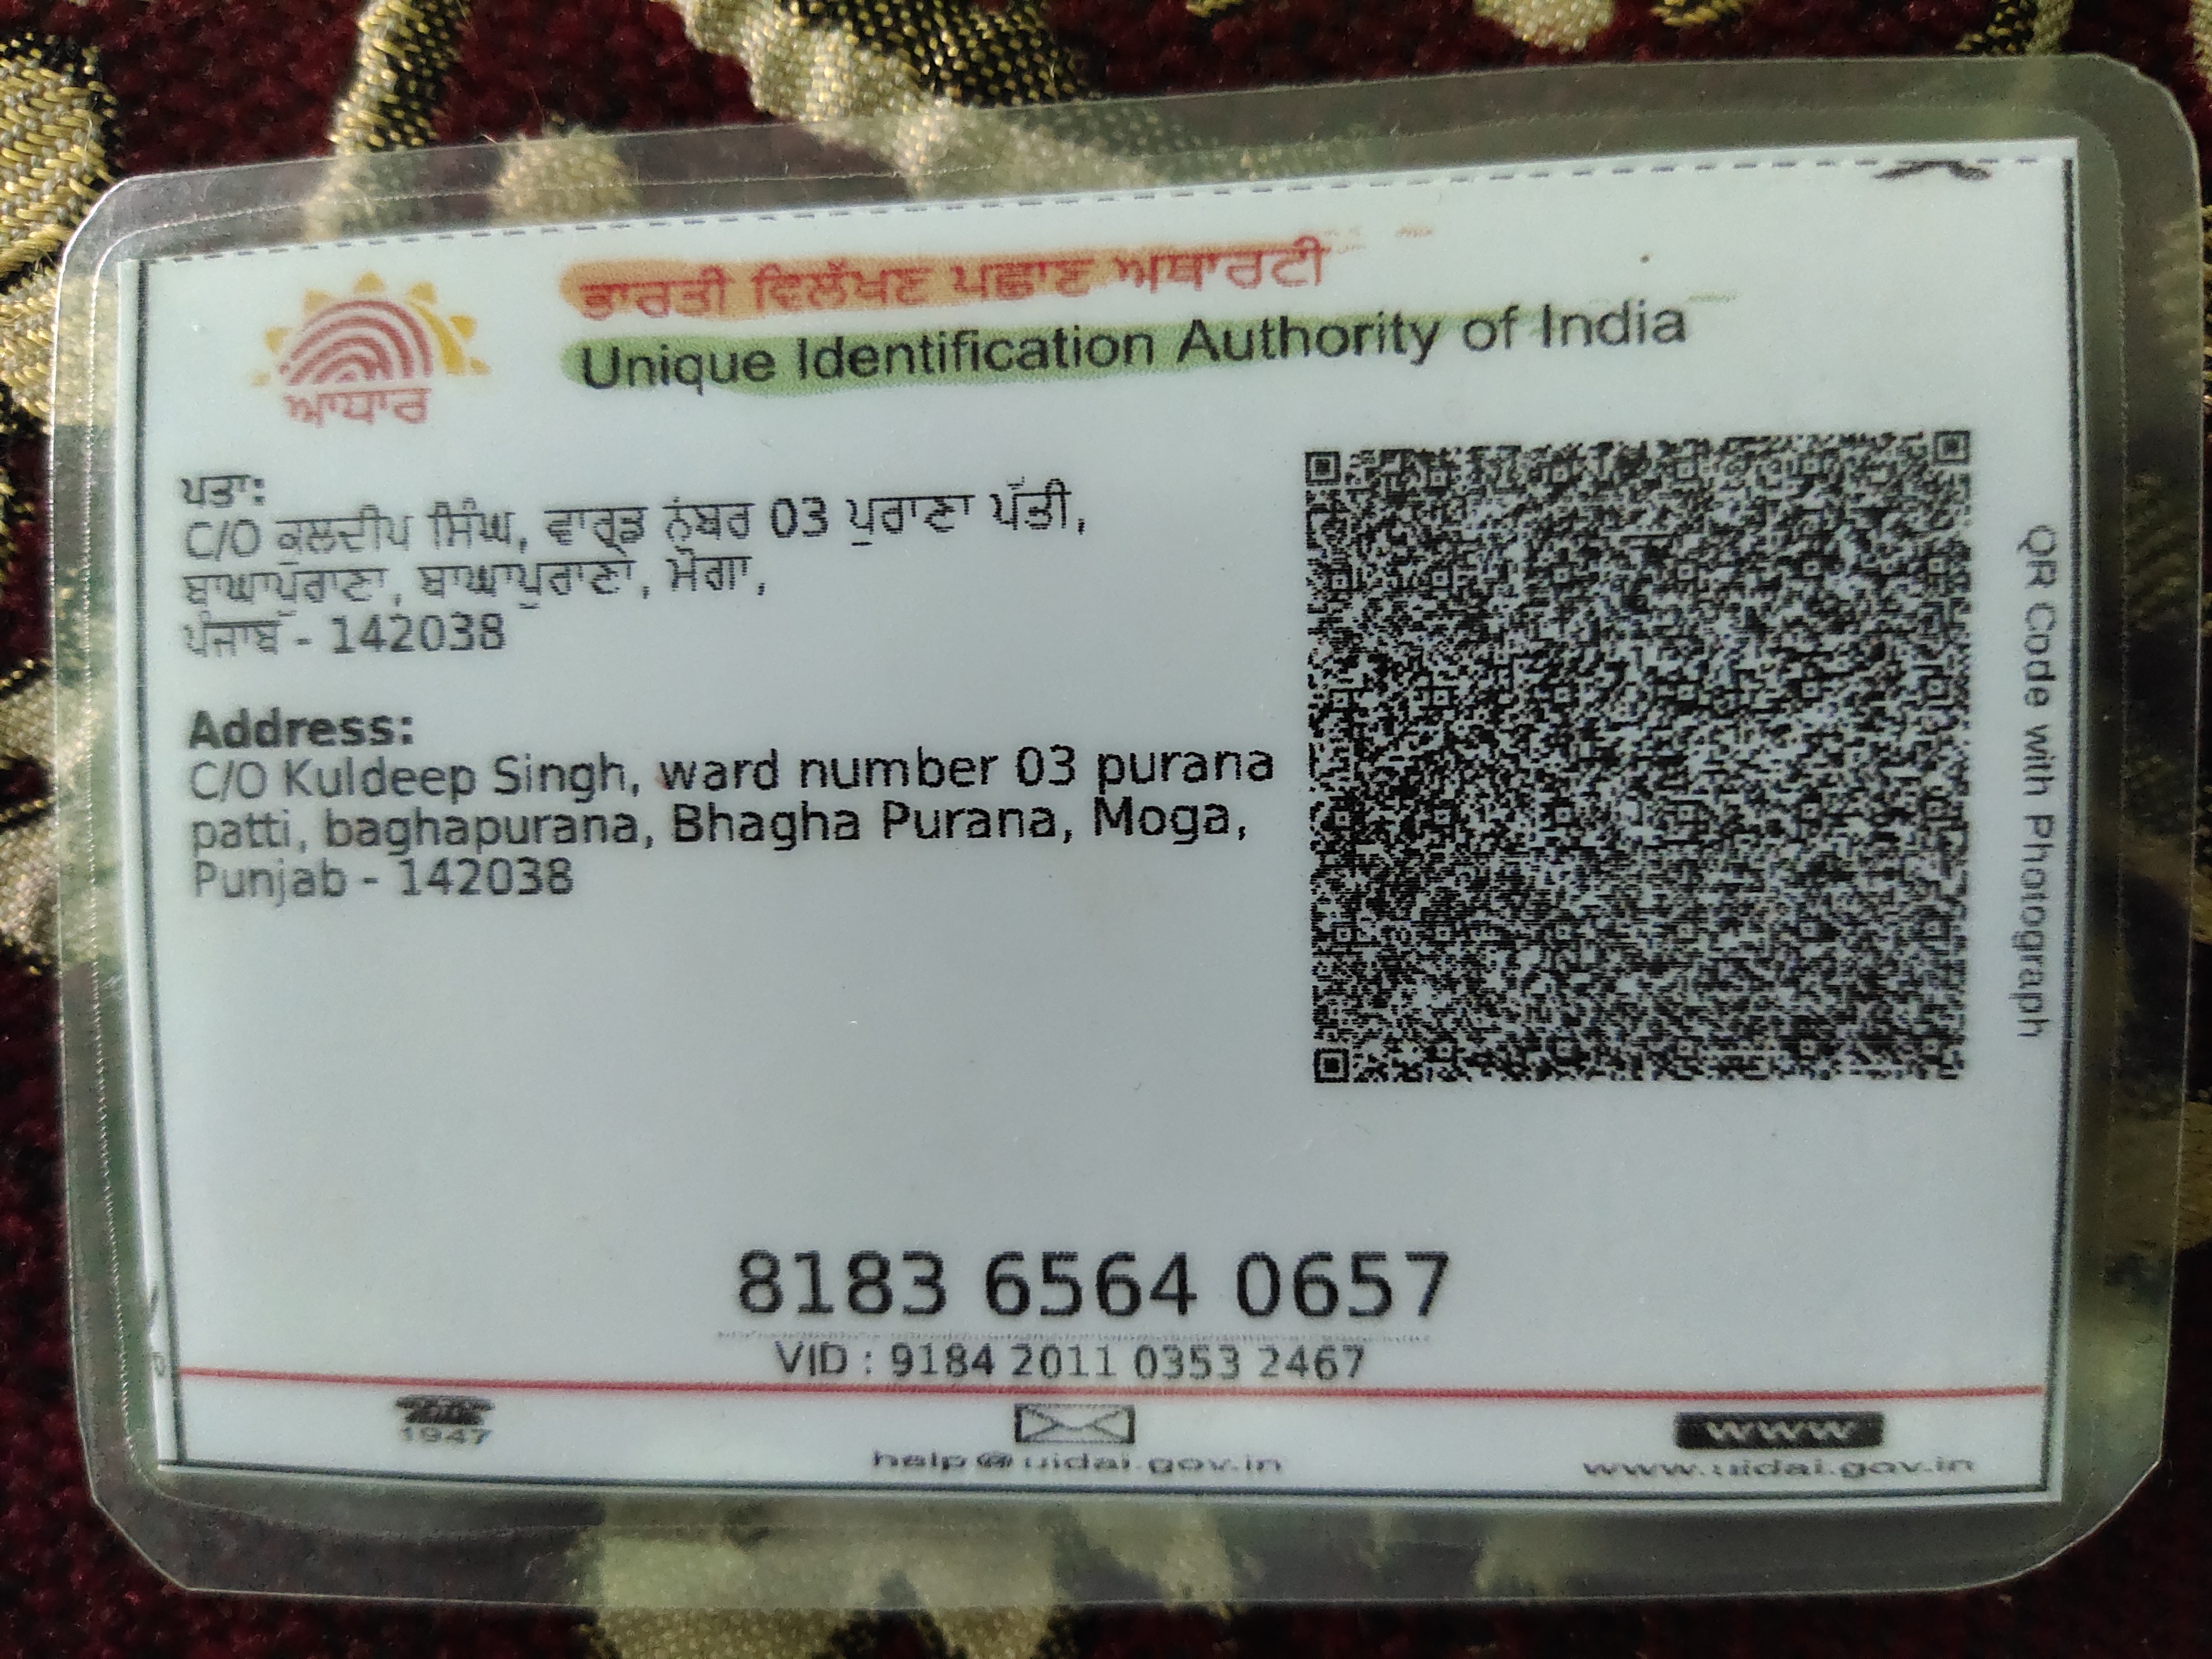 ਭਾਰਤੀ ਵਿਲੱਖਣ ਪਛਾਣ ਅਥਾਰਟੀ
Unique Identification Authority of India
ਆਧਾਰ
ਪਤਾ:
C/O ਕੁਲਦੀਪ ਸਿੰਘ, ਵਾਰ੍ਡ ਨੰਬਰ 03 ਪੁਰਾਣਾ ਪੱਤੀ,
ਬਾਘਾਪੁਰਾਣਾ, ਬਾਘਾਪੁਰਾਣਾ, ਮੋਗਾ,
ਪੰਜਾਬ - 142038
Address:
C/O Kuldeep Singh, ward number 03 purana
patti, baghapurana, Bhagha Purana, Moga,
Punjab - 142038
QR Code with Photograph
8183 6564 0657
VID : 9184 2011 0353 2467
1947
help@uidai.gov.in
www
www.uidai.gov.in